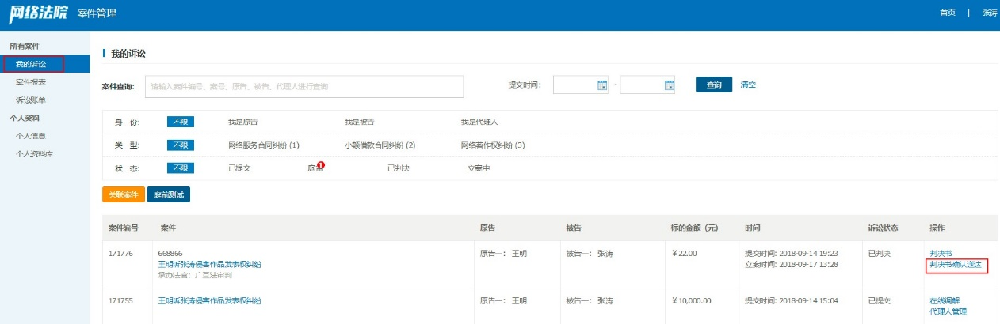 网络法院 案件管理 首页 | 张涛
所有案件
我的诉讼
案件报表
诉讼账单
个人资料
个人信息
个人资料库
我的诉讼
案件查询: 请输入案件编号、案号、原告、被告、代理人进行查询 提交时间: - 查询 清空
身 份: 不限 我是原告 我是被告 我是代理人
类 型: 不限 网络服务合同纠纷 (1) 小额借款合同纠纷 (2) 网络著作权纠纷 (3)
状 态: 不限 已提交 庭 1 已判决 立案中
关联案件 庭前测试
案件编号 案件 原告 被告 标的金额（元） 时间 诉讼状态 操作
171776 668866 原告一： 王明 被告一： 张涛 ¥ 22.00 提交时间: 2018-09-14 19:23 已判决 判决书
王明诉张涛侵害作品发表权纠纷 立案时间: 2018-09-17 13:28 判决书确认送达
承办法官：广互法审判
171755 王明诉张涛侵害作品发表权纠纷 原告一： 王明 被告一： 张涛 ¥ 10,000.00 提交时间: 2018-09-14 15:04 已提交 在线调解
代理人管理